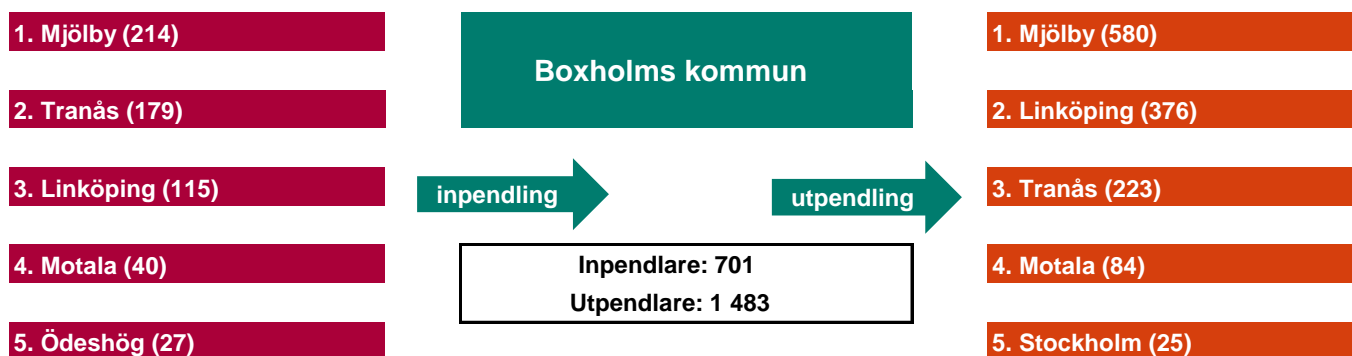 1. Mjölby (214)
2. Tranås (179)
3. Linköping (115)
4. Motala (40)
5. Ödeshög (27)
Boxholms kommun
inpendling
utpendling
Inpendlare: 701
Utpendlare: 1 483
1. Mjölby (580)
2. Linköping (376)
3. Tranås (223)
4. Motala (84)
5. Stockholm (25)